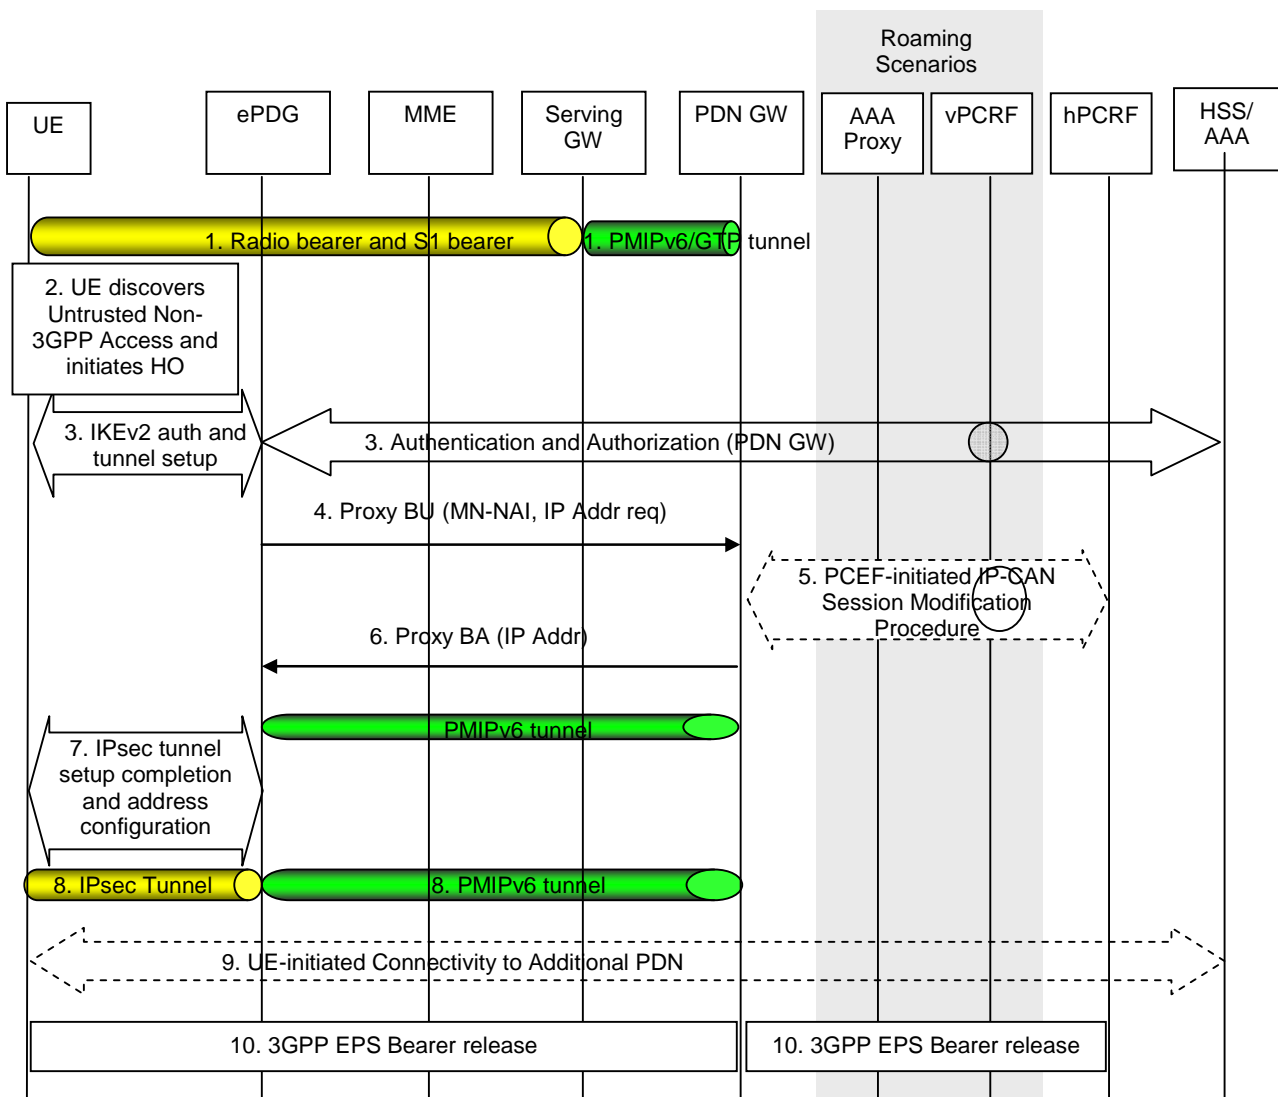 Roaming
Scenarios
UE
ePDG
MME
Serving
GW
PDN GW
AAA
Proxy
vPCRF
hPCRF
HSS/
AAA
1. Radio bearer and S1 bearer
1. PMIPv6/GTP tunnel
2. UE discovers
Untrusted Non-
3GPP Access and
initiates HO
3. IKEv2 auth and
tunnel setup
3. Authentication and Authorization (PDN GW)
4. Proxy BU (MN-NAI, IP Addr req)
5. PCEF-initiated IP-CAN
Session Modification
Procedure
6. Proxy BA (IP Addr)
PMIPv6 tunnel
7. IPsec tunnel
setup completion
and address
configuration
8. IPsec Tunnel
8. PMIPv6 tunnel
9. UE-initiated Connectivity to Additional PDN
10. 3GPP EPS Bearer release
10. 3GPP EPS Bearer release